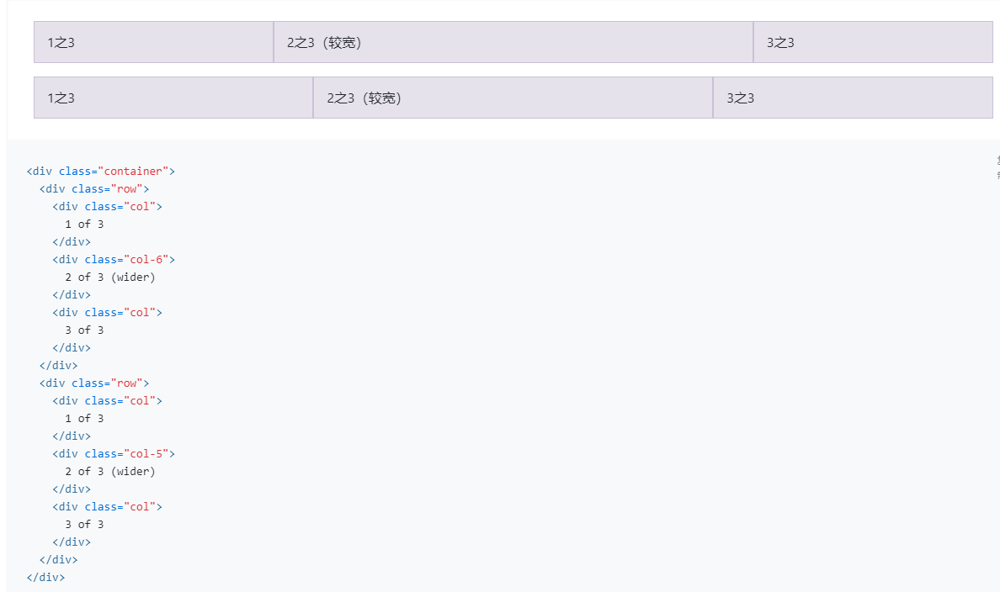 1之3 2之3（较宽） 3之3
1之3 2之3（较宽） 3之3
<div class="container">
  <div class="row">
    <div class="col">
      1 of 3
    </div>
    <div class="col-6">
      2 of 3 (wider)
    </div>
    <div class="col">
      3 of 3
    </div>
  </div>
  <div class="row">
    <div class="col">
      1 of 3
    </div>
    <div class="col-5">
      2 of 3 (wider)
    </div>
    <div class="col">
      3 of 3
    </div>
  </div>
</div>